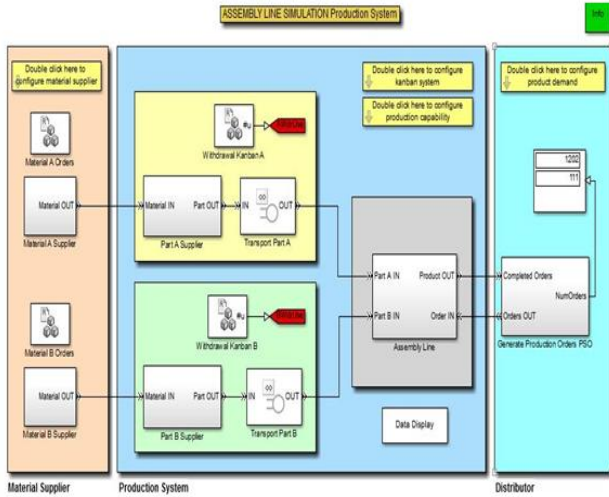 ASSEMBLY LINE SIMULATION Production System
Info
Double click here to
configure material supplier
Double click here to configure
kanban system
Double click here to configure
production capability
Double click here to configure
product demand
Material A Orders
Material OUT
Material A Supplier
Withdrawal Kanban A
Material IN
Part OUT
Part A Supplier
IN
OUT
Transport Part A
1202
111
Part A IN
Product OUT
Part B IN
Order IN
Assembly Line
Completed Orders
NumOrders
Orders OUT
Generate Production Orders PSO
Material B Orders
Material OUT
Material B Supplier
Withdrawal Kanban B
Material IN
Part OUT
Part B Supplier
IN
OUT
Transport Part B
Data Display
Material Supplier
Production System
Distributor